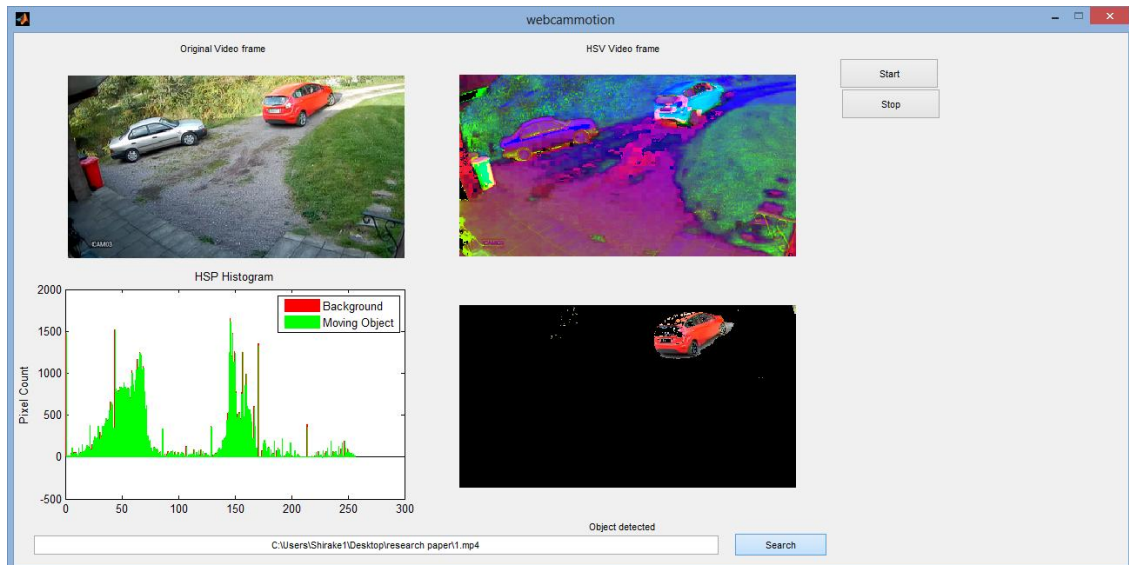 webcammotion
Original Video frame
HSV Video frame
Start
Stop
CAM03
HSP Histogram
Background
Moving Object
Pixel Count
2000
1500
1000
500
0
-500
0 50 100 150 200 250 300
Object detected
C:\Users\Shirake1\Desktop\research paper\1.mp4
Search